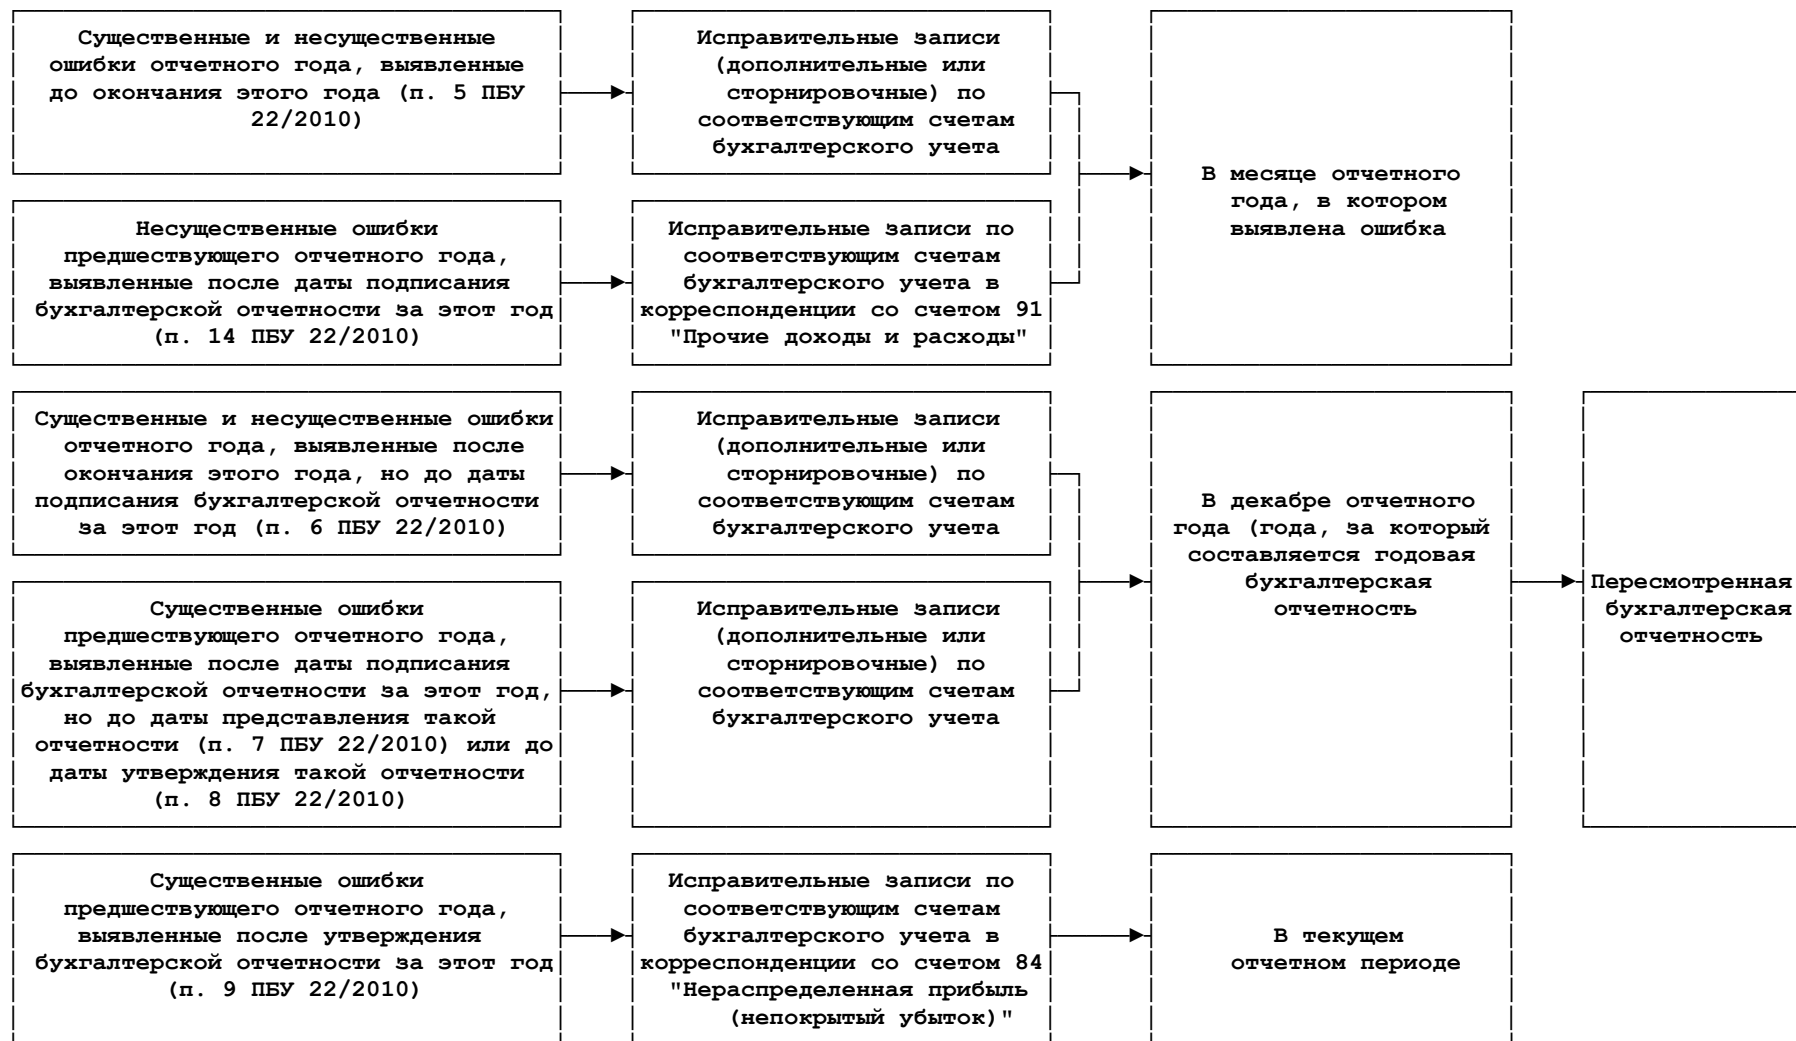 Существенные и несущественные
ошибки отчетного года, выявленные
до окончания этого года (п. 5 ПБУ
22/2010)
Исправительные записи
(дополнительные или
сторнировочные) по
соответствующим счетам
бухгалтерского учета
В месяце отчетного
года, в котором
выявлена ошибка
Несущественные ошибки
предшествующего отчетного года,
выявленные после даты подписания
бухгалтерской отчетности за этот год
(п. 14 ПБУ 22/2010)
Исправительные записи по
соответствующим счетам
бухгалтерского учета в
корреспонденции со счетом 91
"Прочие доходы и расходы"
Существенные и несущественные ошибки
отчетного года, выявленные после
окончания этого года, но до даты
подписания бухгалтерской отчетности
за этот год (п. 6 ПБУ 22/2010)
Исправительные записи
(дополнительные или
сторнировочные) по
соответствующим счетам
бухгалтерского учета
В декабре отчетного
года (года, за который
составляется годовая
бухгалтерская
отчетность
Пересмотренная
бухгалтерская
отчетность
Существенные ошибки
предшествующего отчетного года,
выявленные после даты подписания
бухгалтерской отчетности за этот год,
но до даты представления такой
отчетности (п. 7 ПБУ 22/2010) или до
даты утверждения такой отчетности
(п. 8 ПБУ 22/2010)
Исправительные записи
(дополнительные или
сторнировочные) по
соответствующим счетам
бухгалтерского учета
Существенные ошибки
предшествующего отчетного года,
выявленные после утверждения
бухгалтерской отчетности за этот год
(п. 9 ПБУ 22/2010)
Исправительные записи по
соответствующим счетам
бухгалтерского учета в
корреспонденции со счетом 84
"Нераспределенная прибыль
(непокрытый убыток)"
В текущем
отчетном периоде